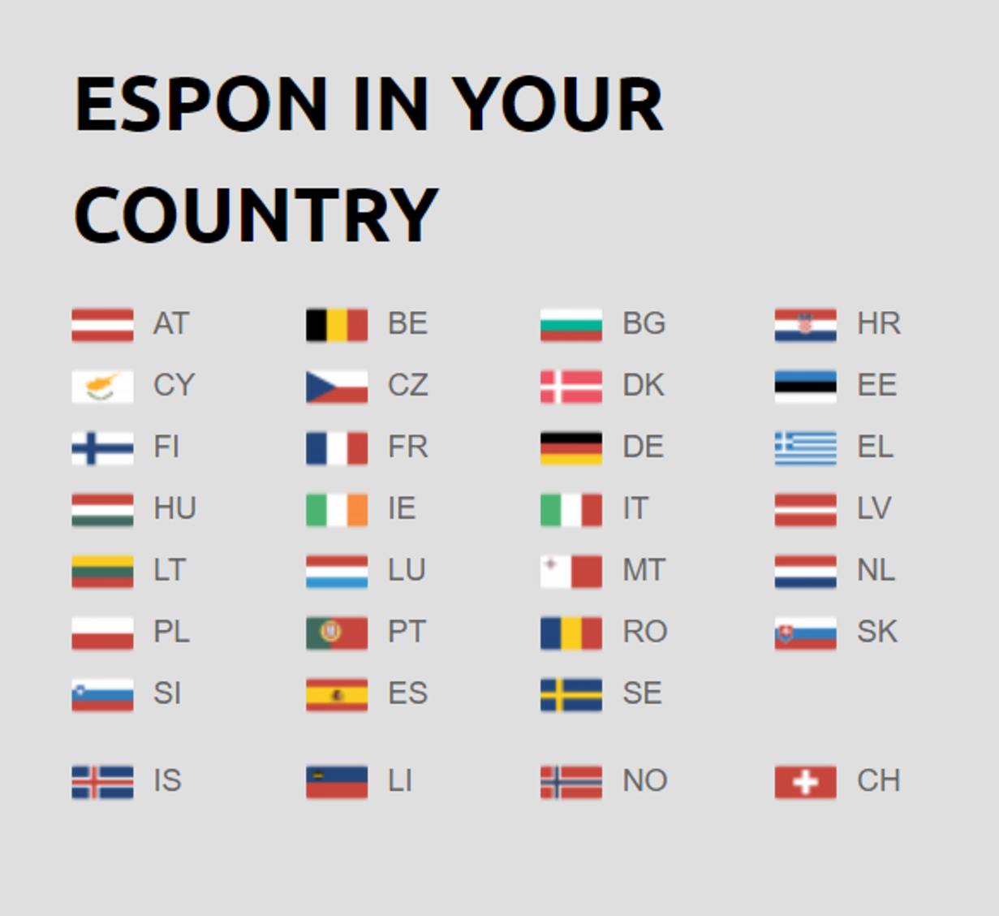 ESPON IN YOUR
COUNTRY
AT BE BG HR
CY CZ DK EE
FI FR DE EL
HU IE IT LV
LT LU MT NL
PL PT RO SK
SI ES SE
IS LI NO CH